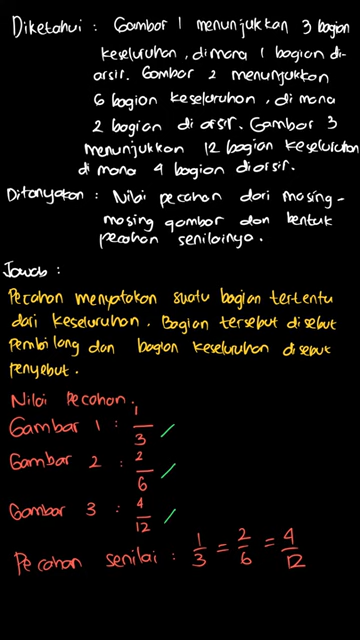 Diketahui : Gambar 1 menunjukkan 3 bagian
keseluruhan, dimana 1 bagian di-
arsir. Gambar 2 menunjukkan
6 bagian keseluruhan, dimana
2 bagian diarsir. Gambar 3
menunjukkan 12 bagian keseluruhan
dimana 4 bagian diarsir.
Ditanyakan : Nilai pecahan dari masing-
masing gambar dan bentuk
pecahan senilainya.
Jawab :
Pecahan menyatakan suatu bagian tertentu
dari keseluruhan. Bagian tersebut disebut
pembilang dan bagian keseluruhan disebut
penyebut.
Nilai pecahan.
Gambar 1 : 1/3
Gambar 2 : 2/6
Gambar 3 : 4/12
Pecahan senilai : 1/3 = 2/6 = 4/12